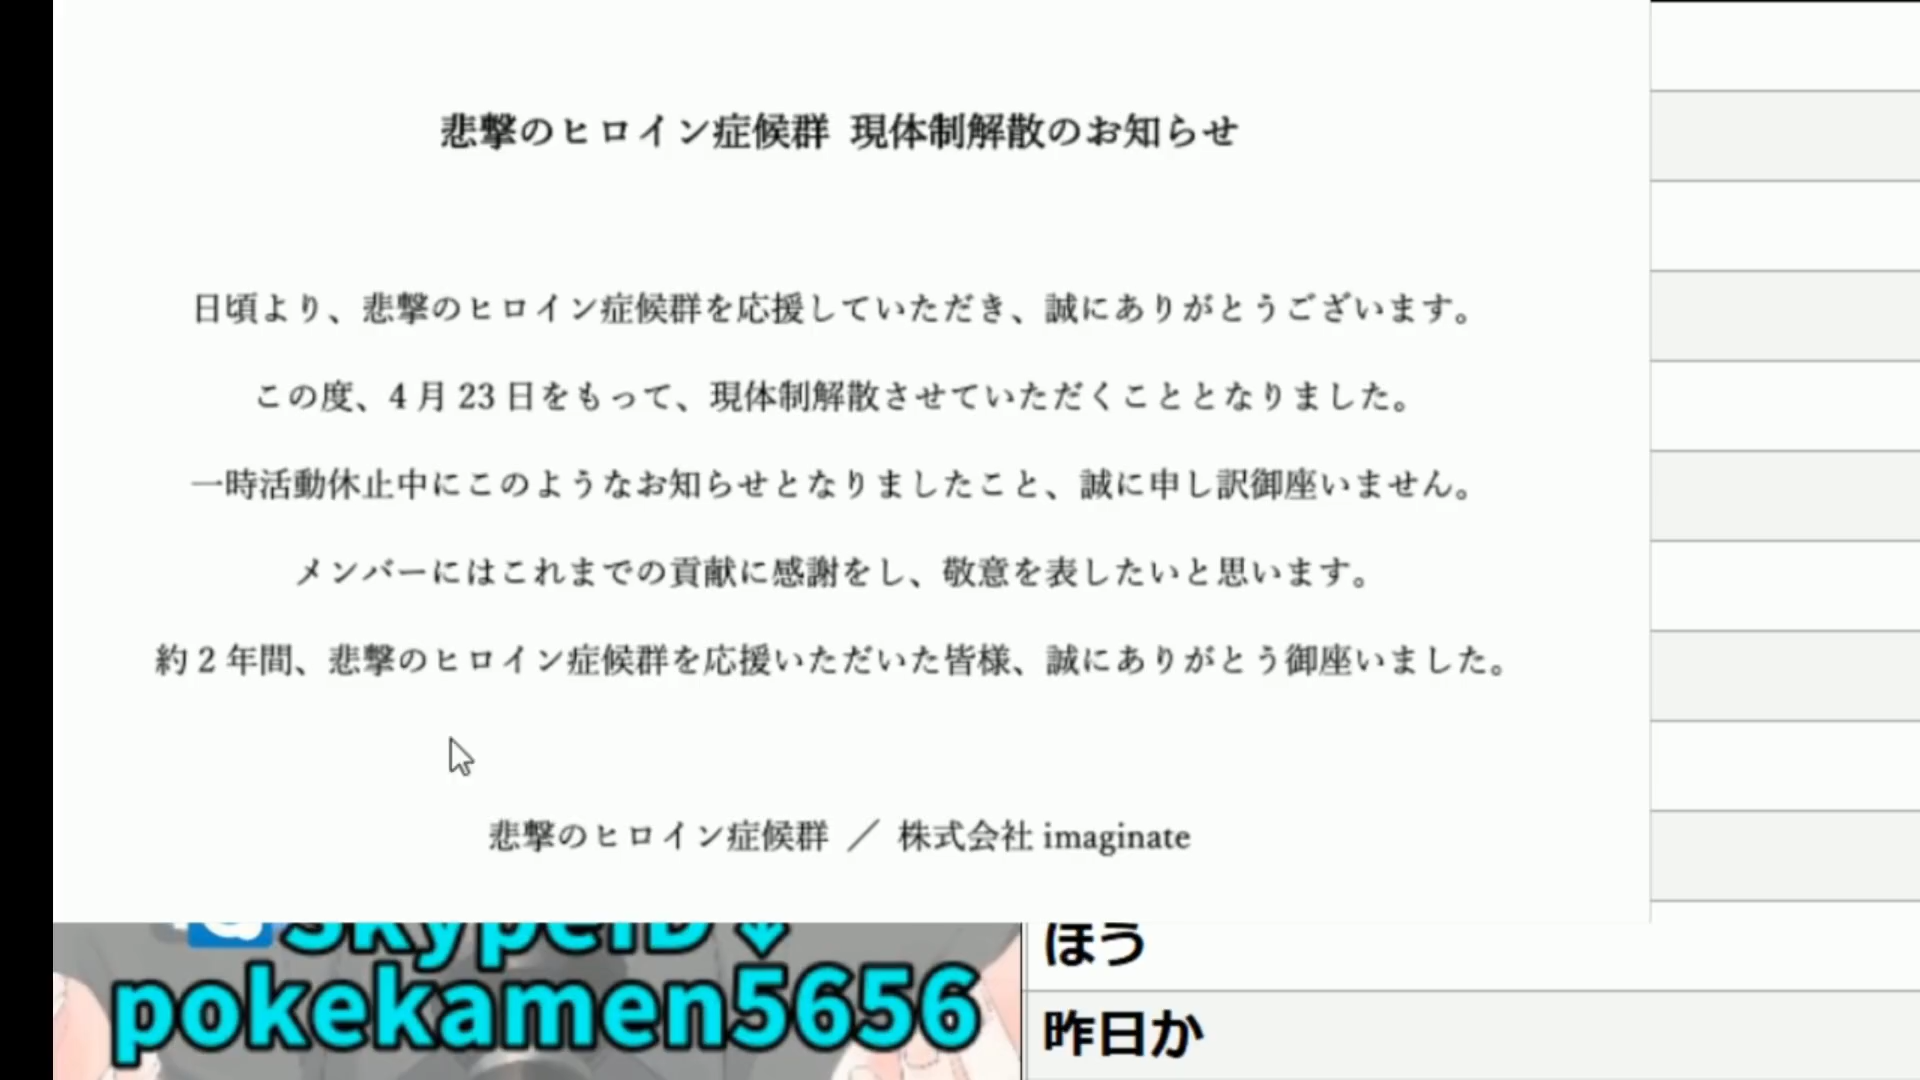 悲撃のヒロイン症候群 現体制解散のお知らせ
日頃より、悲撃のヒロイン症候群を応援していただき、誠にありがとうございます。
この度、4月23日をもって、現体制解散させていただくこととなりました。
一時活動休止中にこのようなお知らせとなりましたこと、誠に申し訳御座いません。
メンバーにはこれまでの貢献に感謝をし、敬意を表したいと思います。
約2年間、悲撃のヒロイン症候群を応援いただいた皆様、誠にありがとう御座いました。
悲撃のヒロイン症候群 ／ 株式会社 imaginate
SkypeID↓
pokekamen5656
ほう
昨日か